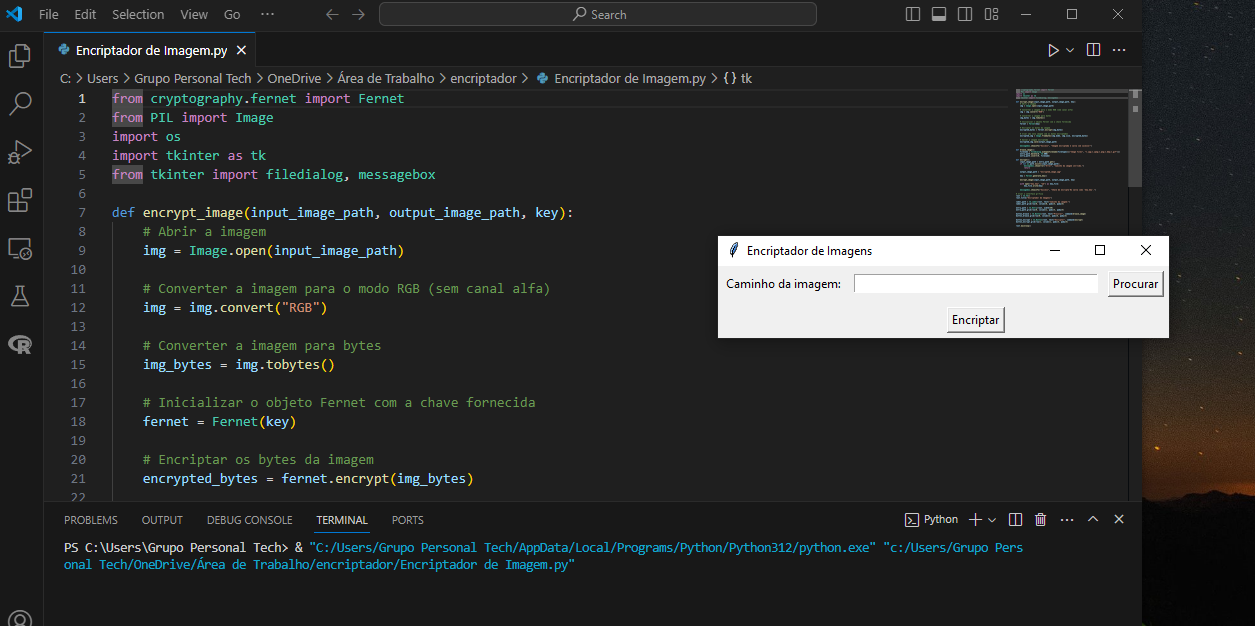 File Edit Selection View Go ··· Search
Encriptador de Imagem.py
C: > Users > Grupo Personal Tech > OneDrive > Área de Trabalho > encriptador > Encriptador de Imagem.py > {} tk
1 from cryptography.fernet import Fernet
2 from PIL import Image
3 import os
4 import tkinter as tk
5 from tkinter import filedialog, messagebox
6
7 def encrypt_image(input_image_path, output_image_path, key):
8 # Abrir a imagem
9 img = Image.open(input_image_path)
10
11 # Converter a imagem para o modo RGB (sem canal alfa)
12 img = img.convert("RGB")
13
14 # Converter a imagem para bytes
15 img_bytes = img.tobytes()
16
17 # Inicializar o objeto Fernet com a chave fornecida
18 fernet = Fernet(key)
19
20 # Encriptar os bytes da imagem
21 encrypted_bytes = fernet.encrypt(img_bytes)
22
Encriptador de Imagens
Caminho da imagem: Procurar
Encriptar
PROBLEMS OUTPUT DEBUG CONSOLE TERMINAL PORTS Python
PS C:\Users\Grupo Personal Tech> & "C:/Users/Grupo Personal Tech/AppData/Local/Programs/Python/Python312/python.exe" "c:/Users/Grupo Pers
onal Tech/OneDrive/Área de Trabalho/encriptador/Encriptador de Imagem.py"